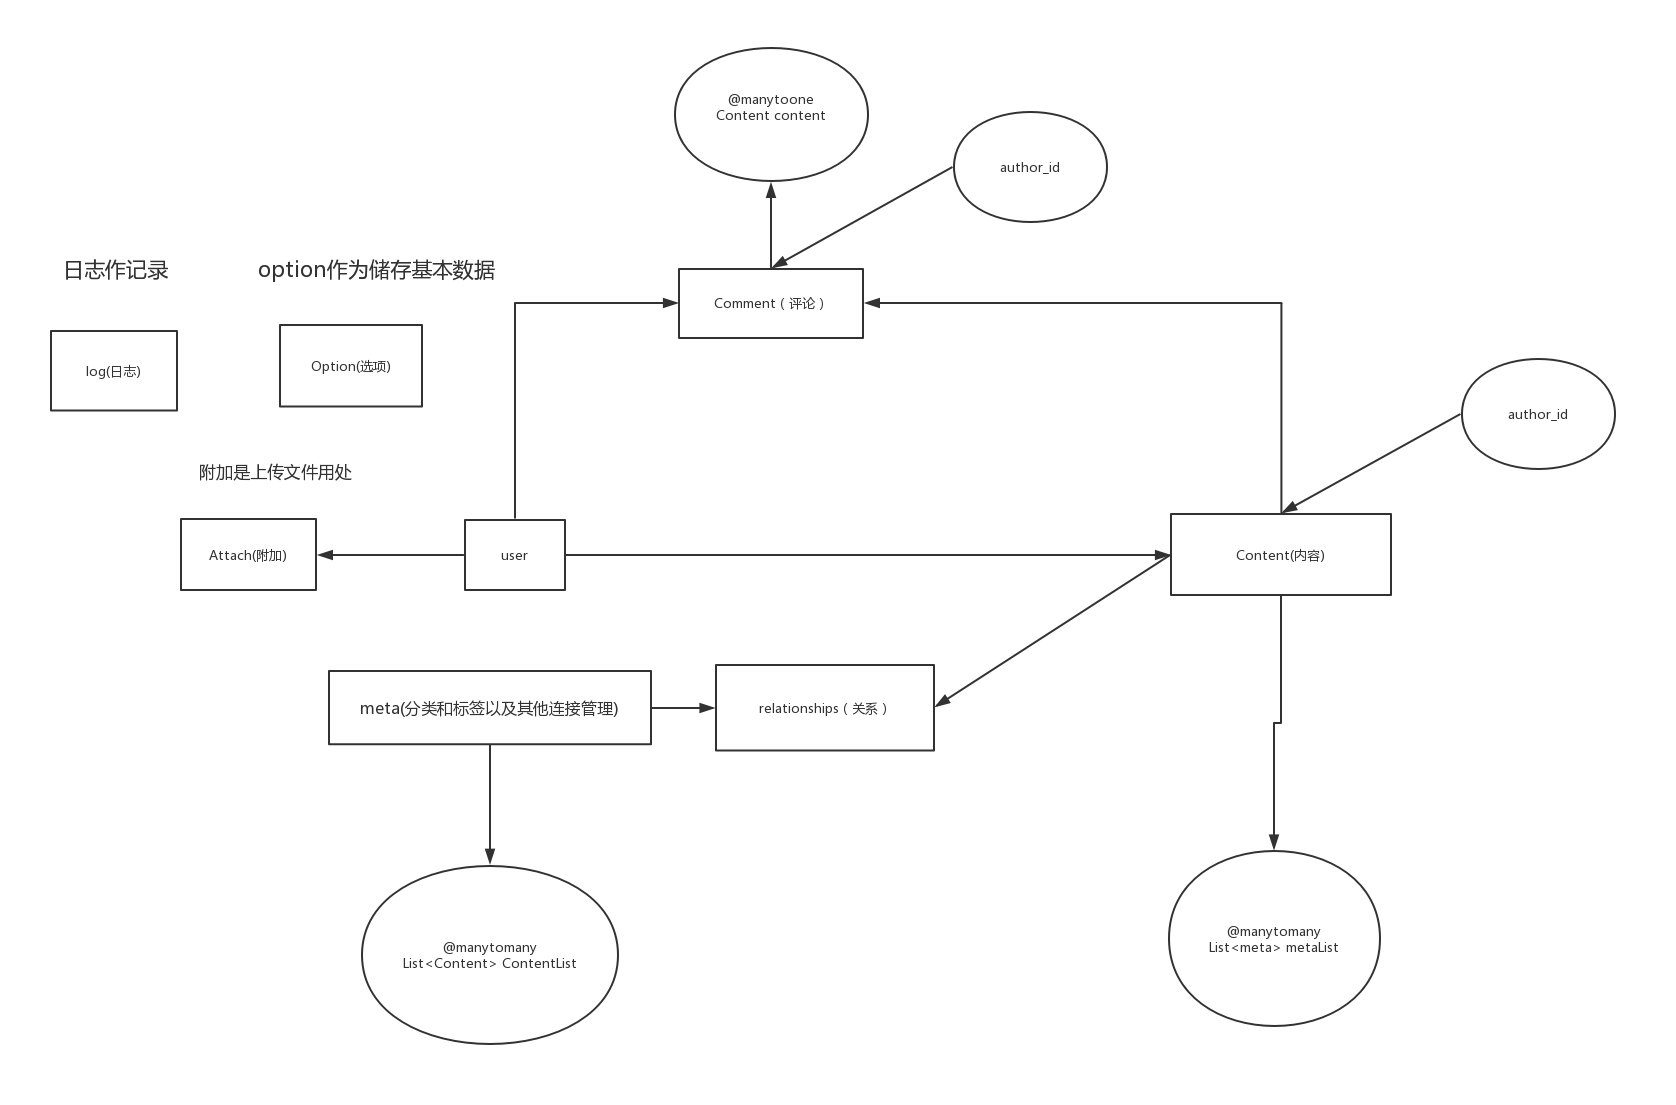 @manytoone
Content content
author_id
日志作记录
option作为储存基本数据
Comment（评论）
log(日志)
Option(选项)
author_id
附加是上传文件用处
Attach(附加)
user
Content(内容)
meta(分类和标签以及其他连接管理)
relationships（关系）
@manytomany
List<Content> ContentList
@manytomany
List<meta> metaList